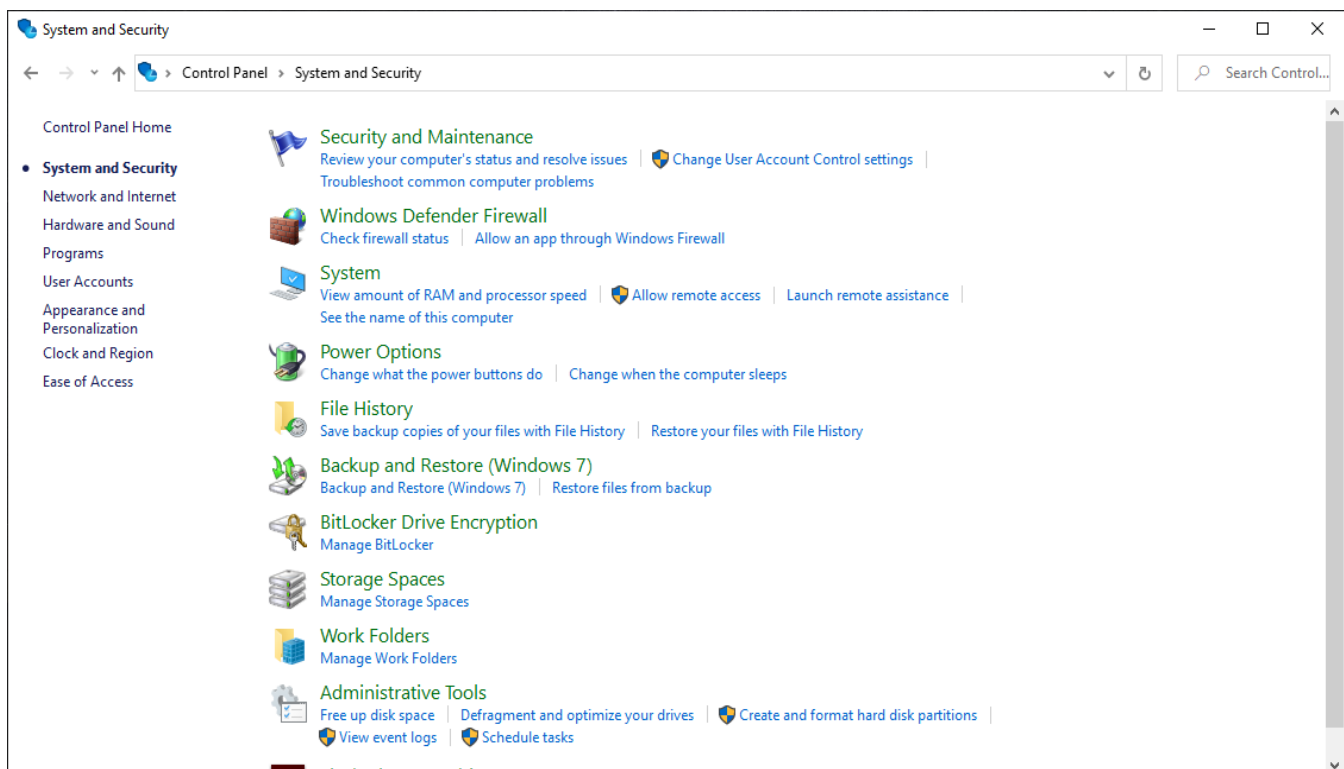 System and Security
Control Panel > System and Security
Search Control...
Control Panel Home
System and Security
Network and Internet
Hardware and Sound
Programs
User Accounts
Appearance and
Personalization
Clock and Region
Ease of Access
Security and Maintenance
Review your computer's status and resolve issues | Change User Account Control settings |
Troubleshoot common computer problems
Windows Defender Firewall
Check firewall status | Allow an app through Windows Firewall
System
View amount of RAM and processor speed | Allow remote access | Launch remote assistance |
See the name of this computer
Power Options
Change what the power buttons do | Change when the computer sleeps
File History
Save backup copies of your files with File History | Restore your files with File History
Backup and Restore (Windows 7)
Backup and Restore (Windows 7) | Restore files from backup
BitLocker Drive Encryption
Manage BitLocker
Storage Spaces
Manage Storage Spaces
Work Folders
Manage Work Folders
Administrative Tools
Free up disk space | Defragment and optimize your drives | Create and format hard disk partitions |
View event logs | Schedule tasks